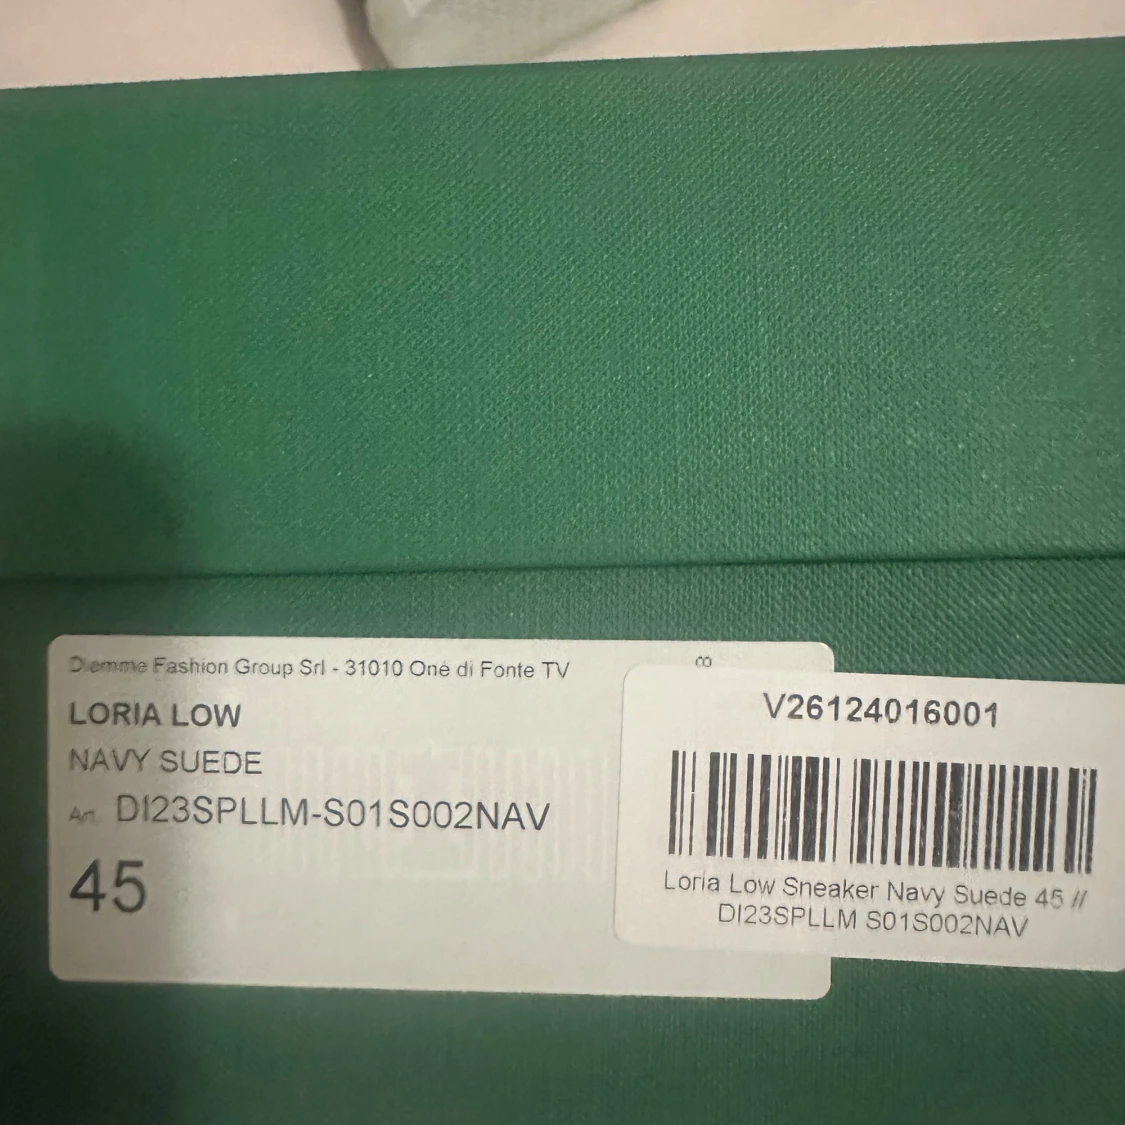 Diemme Fashion Group Srl - 31010 Onè di Fonte TV
8
LORIA LOW
NAVY SUEDE
Art. DI23SPLLM-S01S002NAV
45
V26124016001
Loria Low Sneaker Navy Suede 45 //
DI23SPLLM S01S002NAV